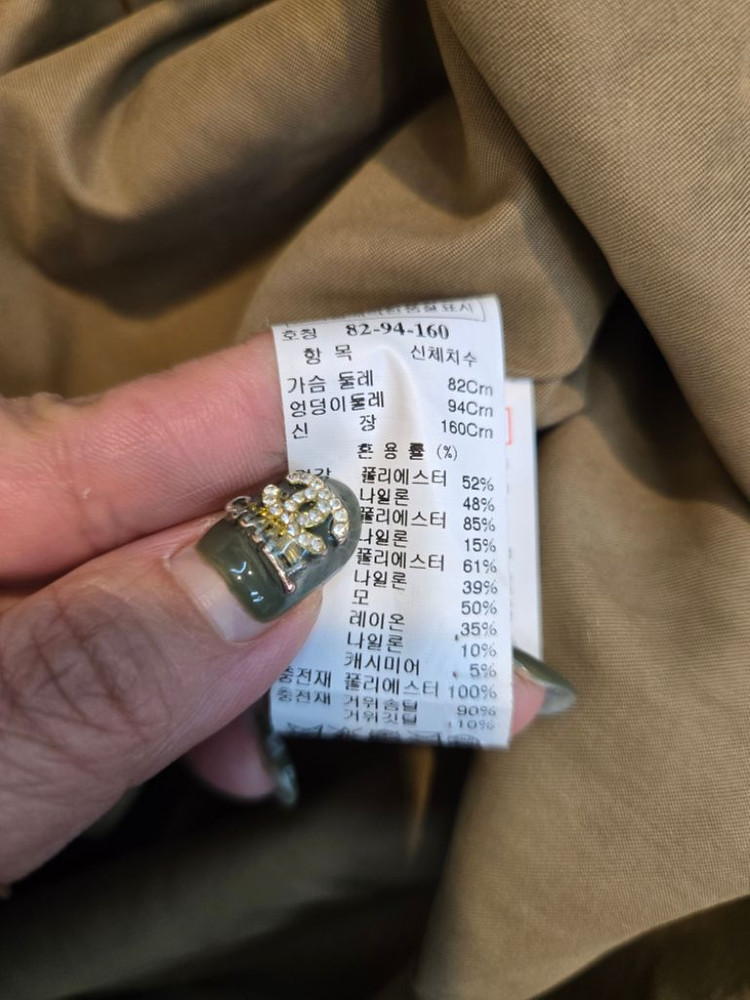 호칭 82-94-160
항 목 신체치수
가슴 둘레 82Cm
엉덩이둘레 94Cm
신 장 160Cm
혼 용 률 (%)
겉감 폴리에스터 52%
나일론 48%
폴리에스터 85%
나일론 15%
폴리에스터 61%
나일론 39%
모 50%
레이온 35%
나일론 10%
캐시미어 5%
충전재 폴리에스터 100%
충전재 거위솜털 90%
거위깃털 10%